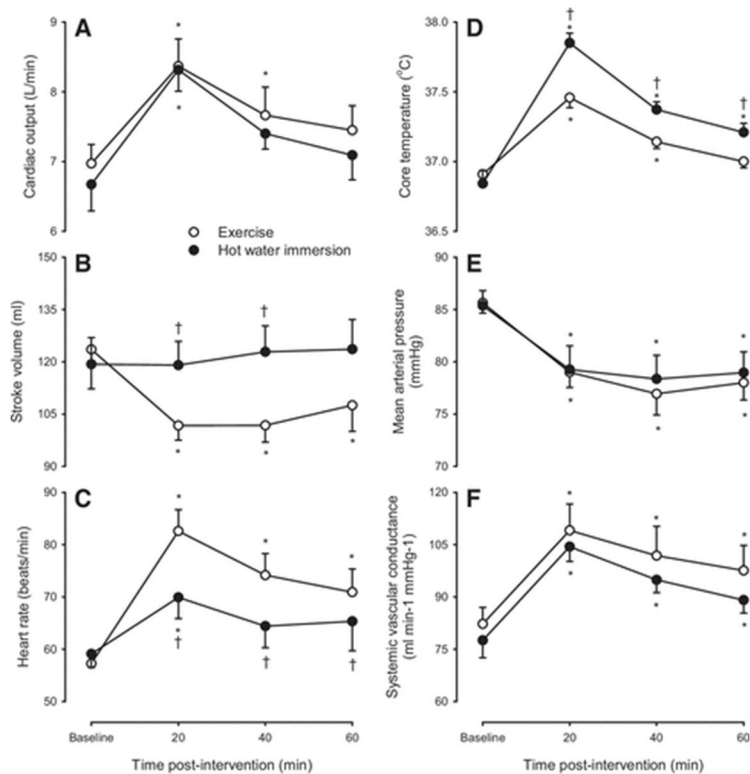 A
Cardiac output (L/min)
9
8
7
6
Exercise
Hot water immersion
B
Stroke volume (ml)
150
135
120
105
90
C
Heart rate (beats/min)
90
80
70
60
50
Baseline
20
40
60
Time post-intervention (min)
D
Core temperature (°C)
38.0
37.5
37.0
36.5
E
Mean arterial pressure
(mmHg)
90
85
80
75
70
F
Systemic vascular conductance
(ml min-1 mmHg-1)
120
105
90
75
60
Baseline
20
40
60
Time post-intervention (min)